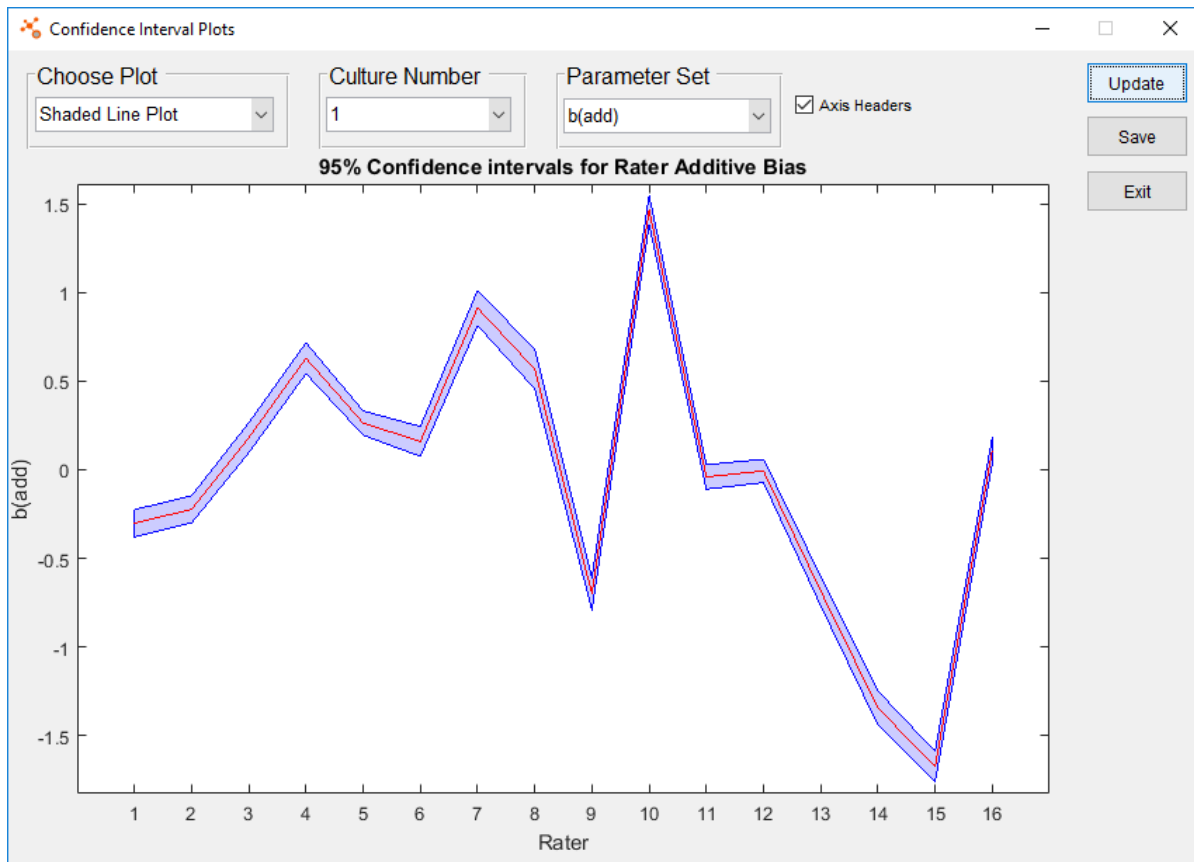 Confidence Interval Plots
Choose Plot
Culture Number
Parameter Set
Shaded Line Plot
1
b(add)
Axis Headers
Update
Save
Exit
95% Confidence intervals for Rater Additive Bias
1.5
1
0.5
0
-0.5
-1
-1.5
b(add)
1 2 3 4 5 6 7 8 9 10 11 12 13 14 15 16
Rater